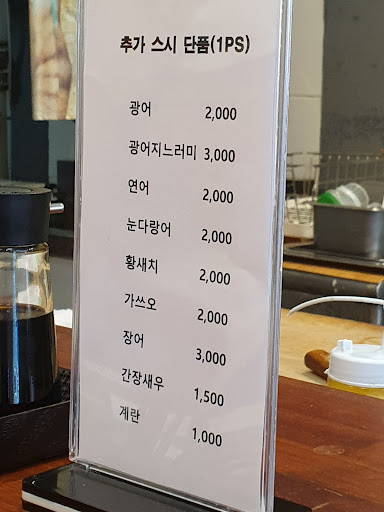 추가 스시 단품(1PS)
광어 2,000
광어지느러미 3,000
연어 2,000
눈다랑어 2,000
황새치 2,000
가쓰오 2,000
장어 3,000
간장새우 1,500
계란 1,000